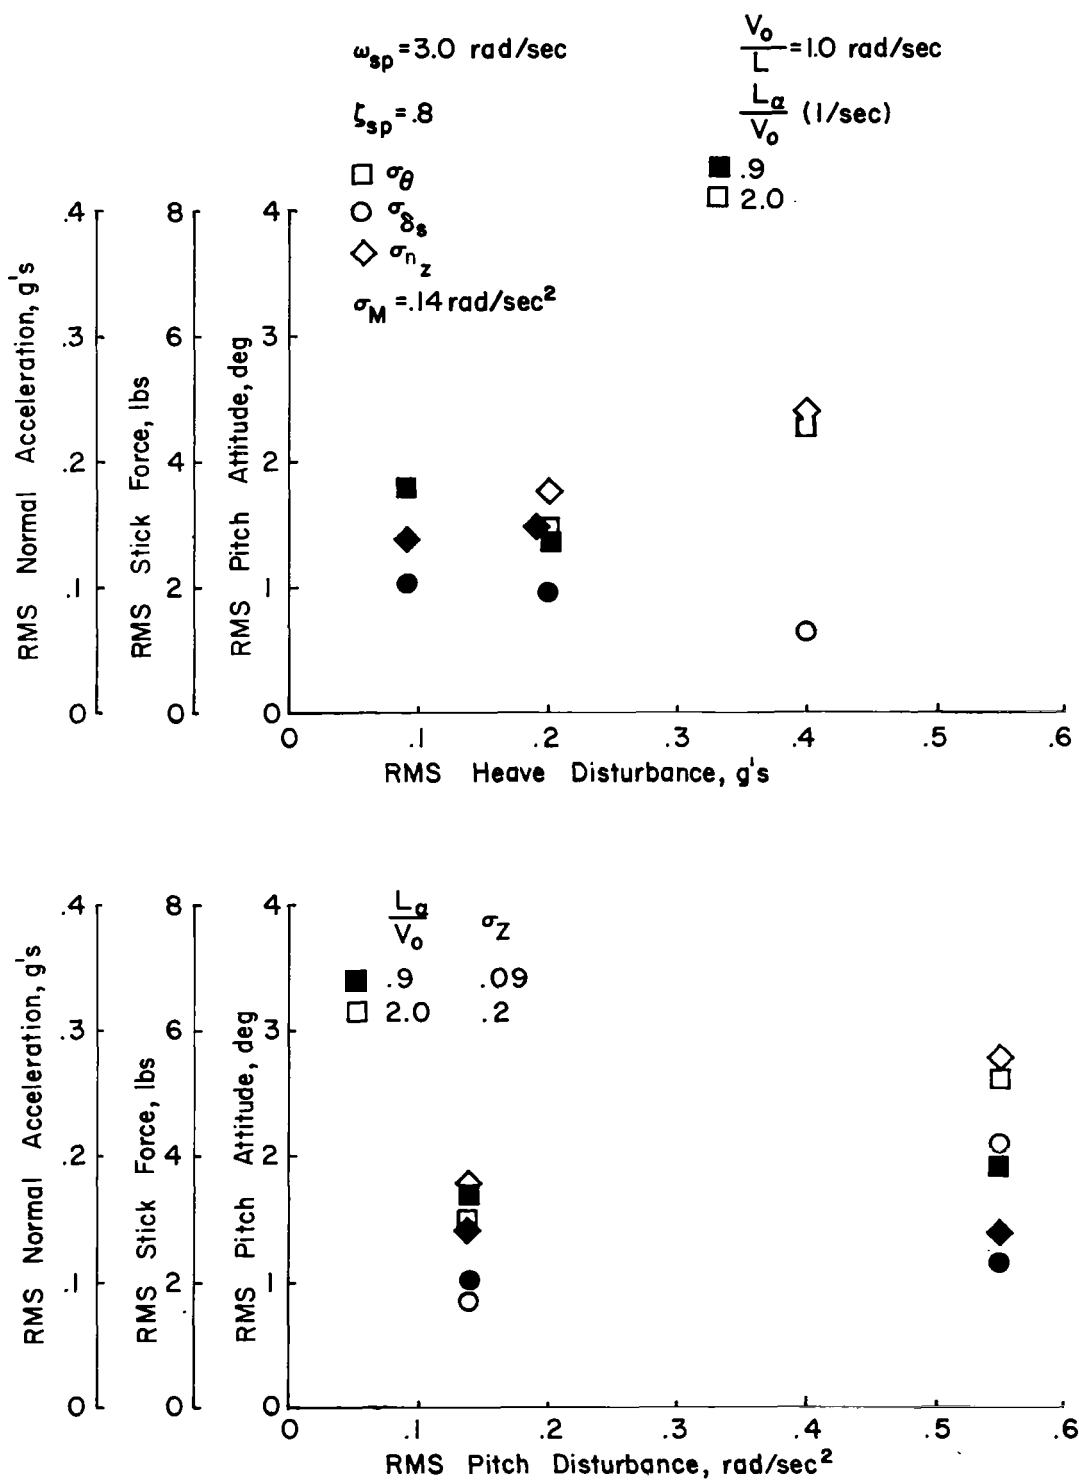 ω_sp = 3.0 rad/sec
V_o/L = 1.0 rad/sec
ζ_sp = .8
L_α/V_o (1/sec)
□ σ_θ
■ .9
○ σ_δ_s
□ 2.0
◇ σ_n_z
σ_M = .14 rad/sec²
RMS Normal Acceleration, g's
.4
.3
.2
.1
0
RMS Stick Force, lbs
8
6
4
2
0
RMS Pitch Attitude, deg
4
3
2
1
0
0 .1 .2 .3 .4 .5 .6
RMS Heave Disturbance, g's
L_α/V_o σ_Z
■ .9 .09
□ 2.0 .2
RMS Normal Acceleration, g's
.4
.3
.2
.1
0
RMS Stick Force, lbs
8
6
4
2
0
RMS Pitch Attitude, deg
4
3
2
1
0
0 .1 .2 .3 .4 .5 .6
RMS Pitch Disturbance, rad/sec²